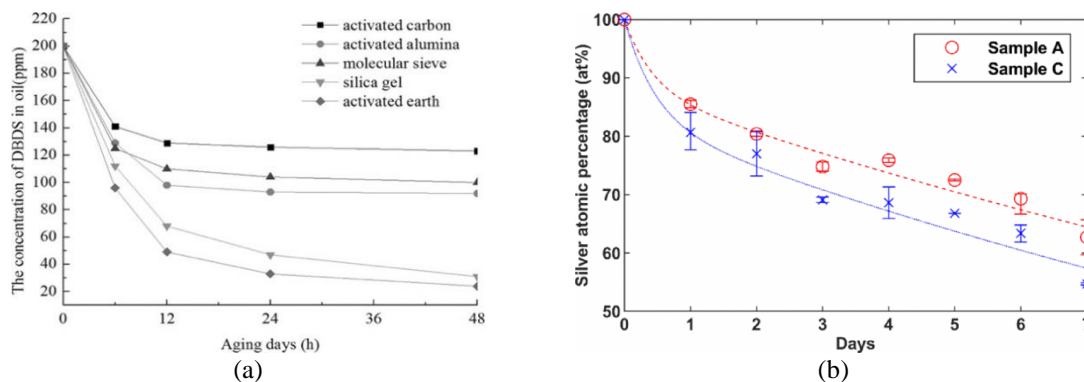 The concentration of DBDS in oil(ppm)
220
200
180
160
140
120
100
80
60
40
20
0
12
24
36
48
Aging days (h)
activated carbon
activated alumina
molecular sieve
silica gel
activated earth
(a)
Silver atomic percentage (at%)
100
90
80
70
60
50
0
1
2
3
4
5
6
7
Days
Sample A
Sample C
(b)